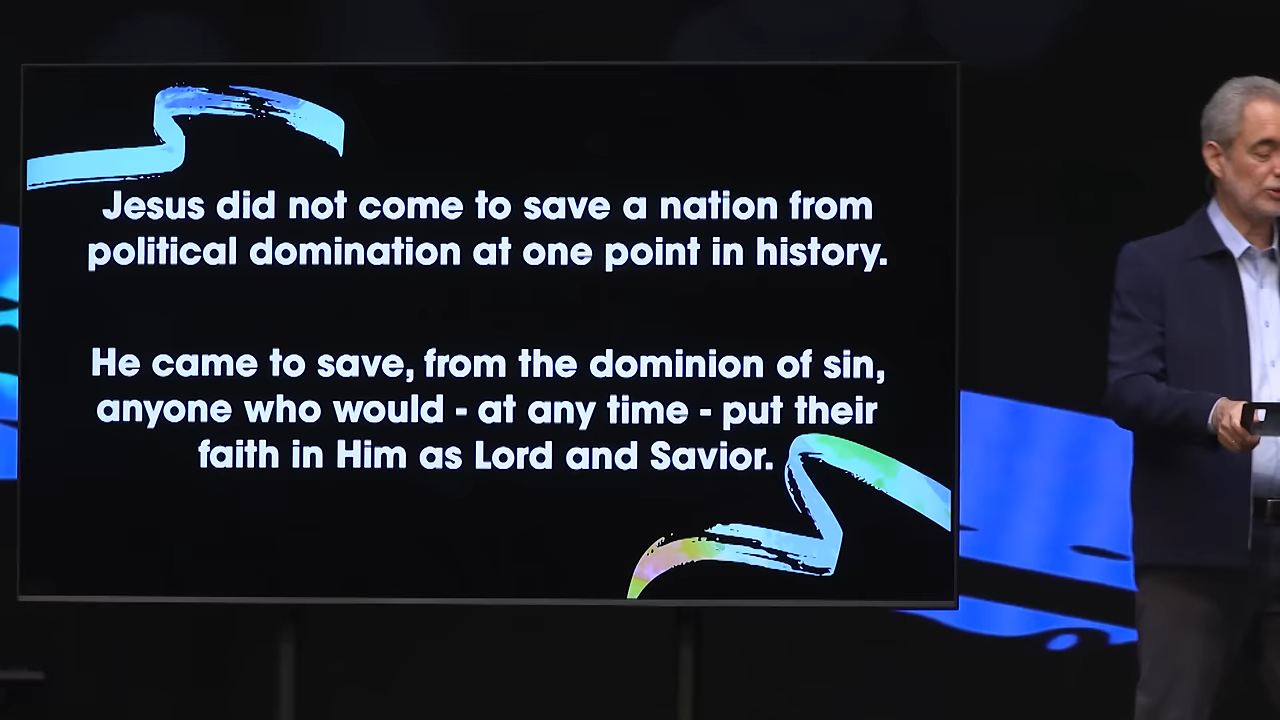 Jesus did not come to save a nation from
political domination at one point in history.
He came to save, from the dominion of sin,
anyone who would - at any time - put their
faith in Him as Lord and Savior.